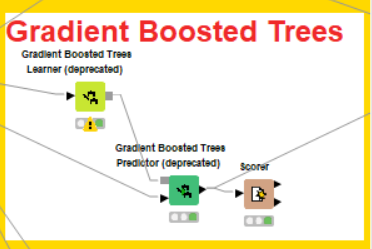 Gradient Boosted Trees
Gradient Boosted Trees
Learner (deprecated)
Gradient Boosted Trees
Predictor (deprecated)
Scorer